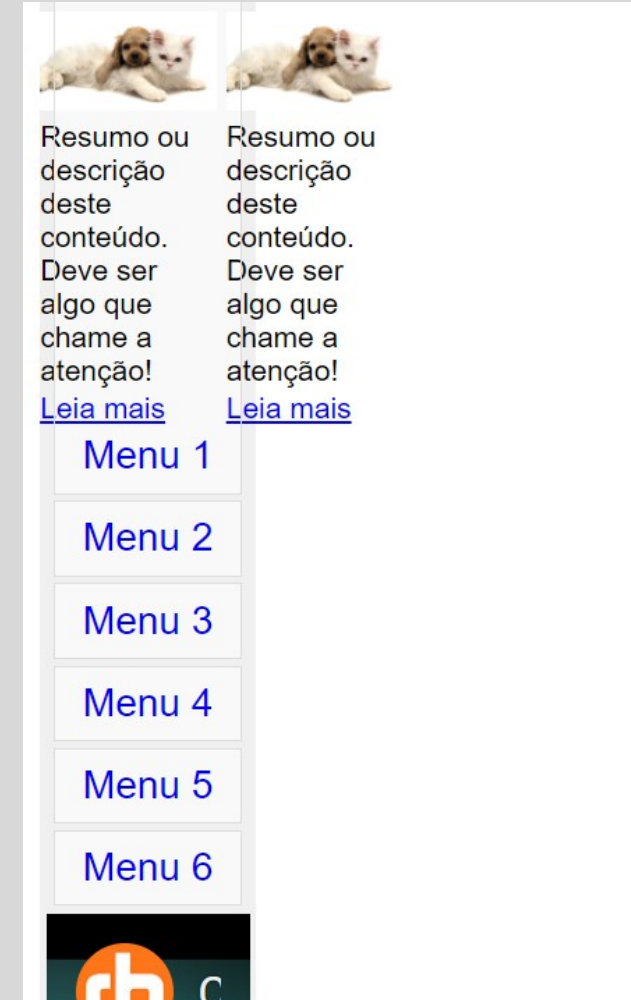 Resumo ou
descrição
deste
conteúdo.
Deve ser
algo que
chame a
atenção!
Leia mais
Resumo ou
descrição
deste
conteúdo.
Deve ser
algo que
chame a
atenção!
Leia mais
Menu 1
Menu 2
Menu 3
Menu 4
Menu 5
Menu 6